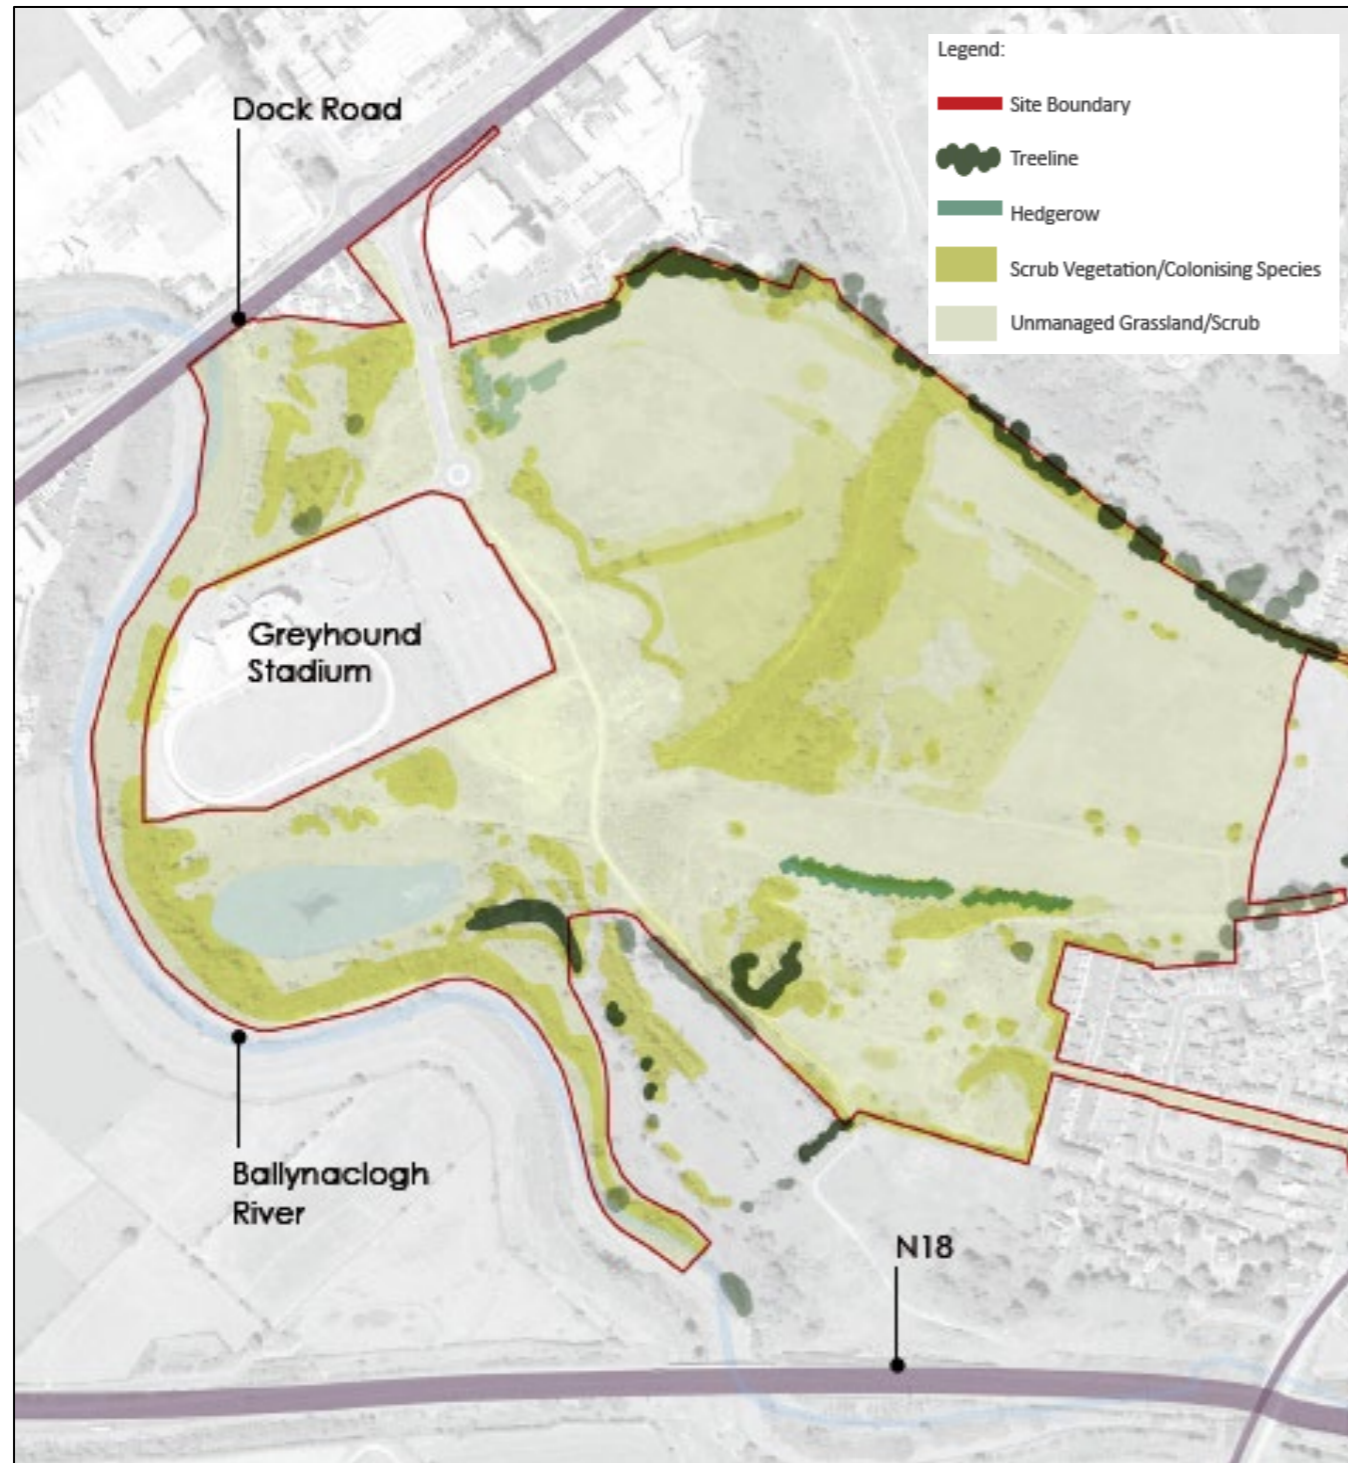 Legend:
Site Boundary
Treeline
Hedgerow
Scrub Vegetation/Colonising Species
Unmanaged Grassland/Scrub
Dock Road
Greyhound
Stadium
Ballynaclogh
River
N18